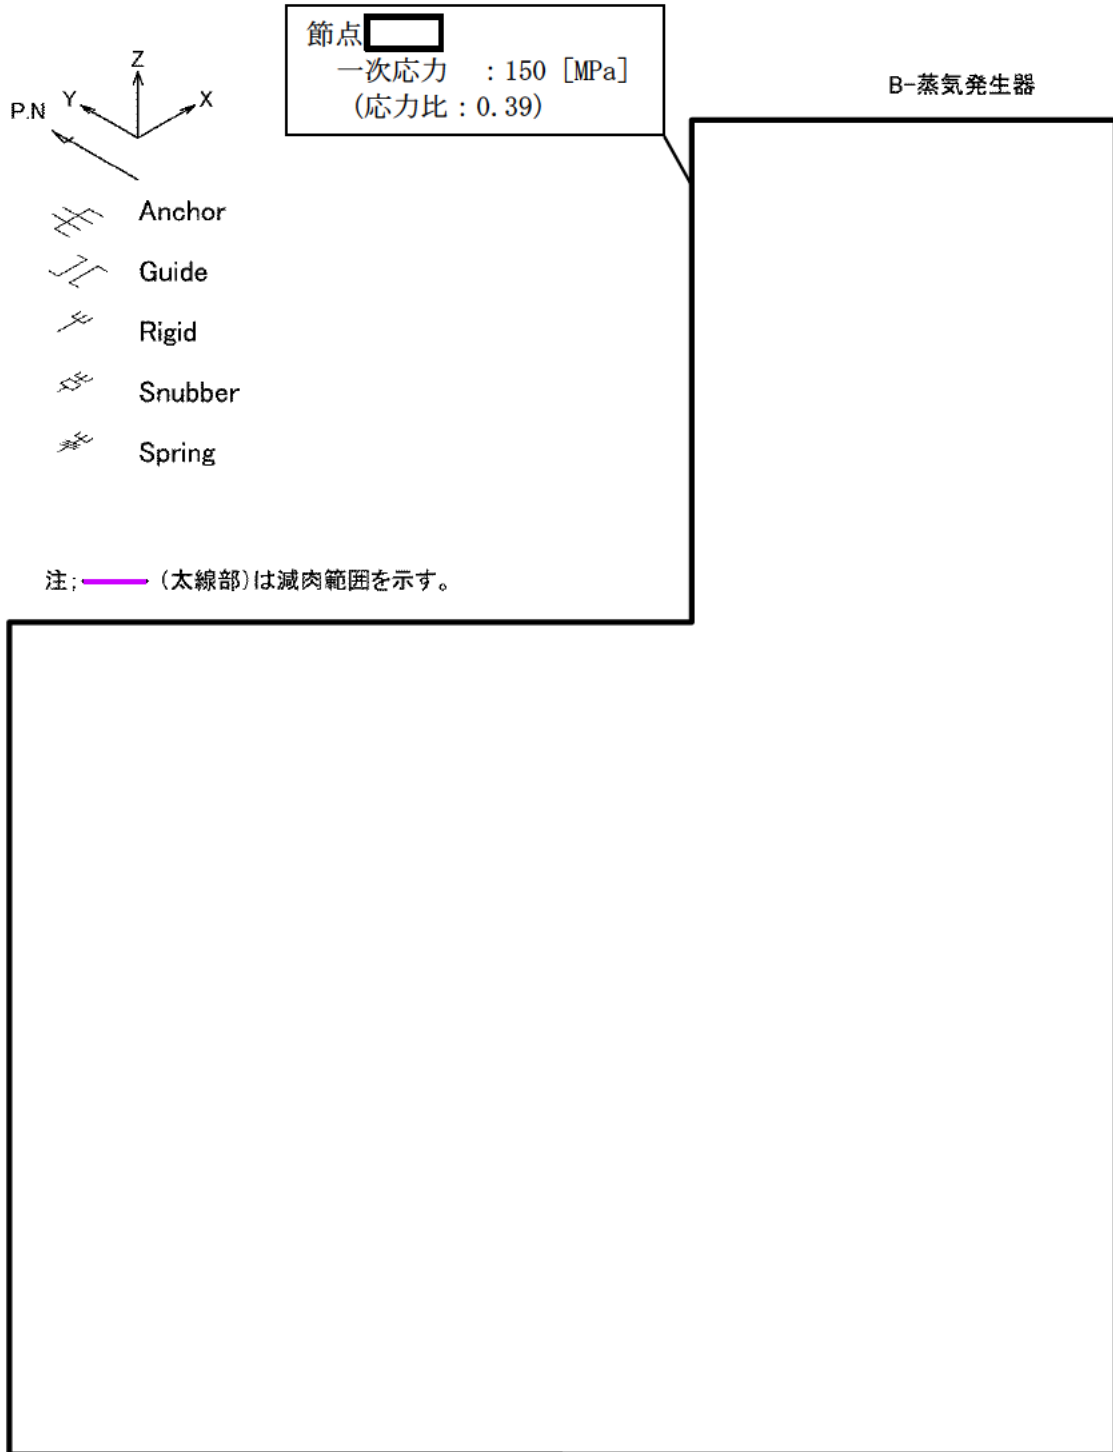 節点
一次応力 : 150 [MPa]
(応力比 : 0.39)
B-蒸気発生器
Z
Y
X
P.N
Anchor
Guide
Rigid
Snubber
Spring
注; (太線部)は減肉範囲を示す。